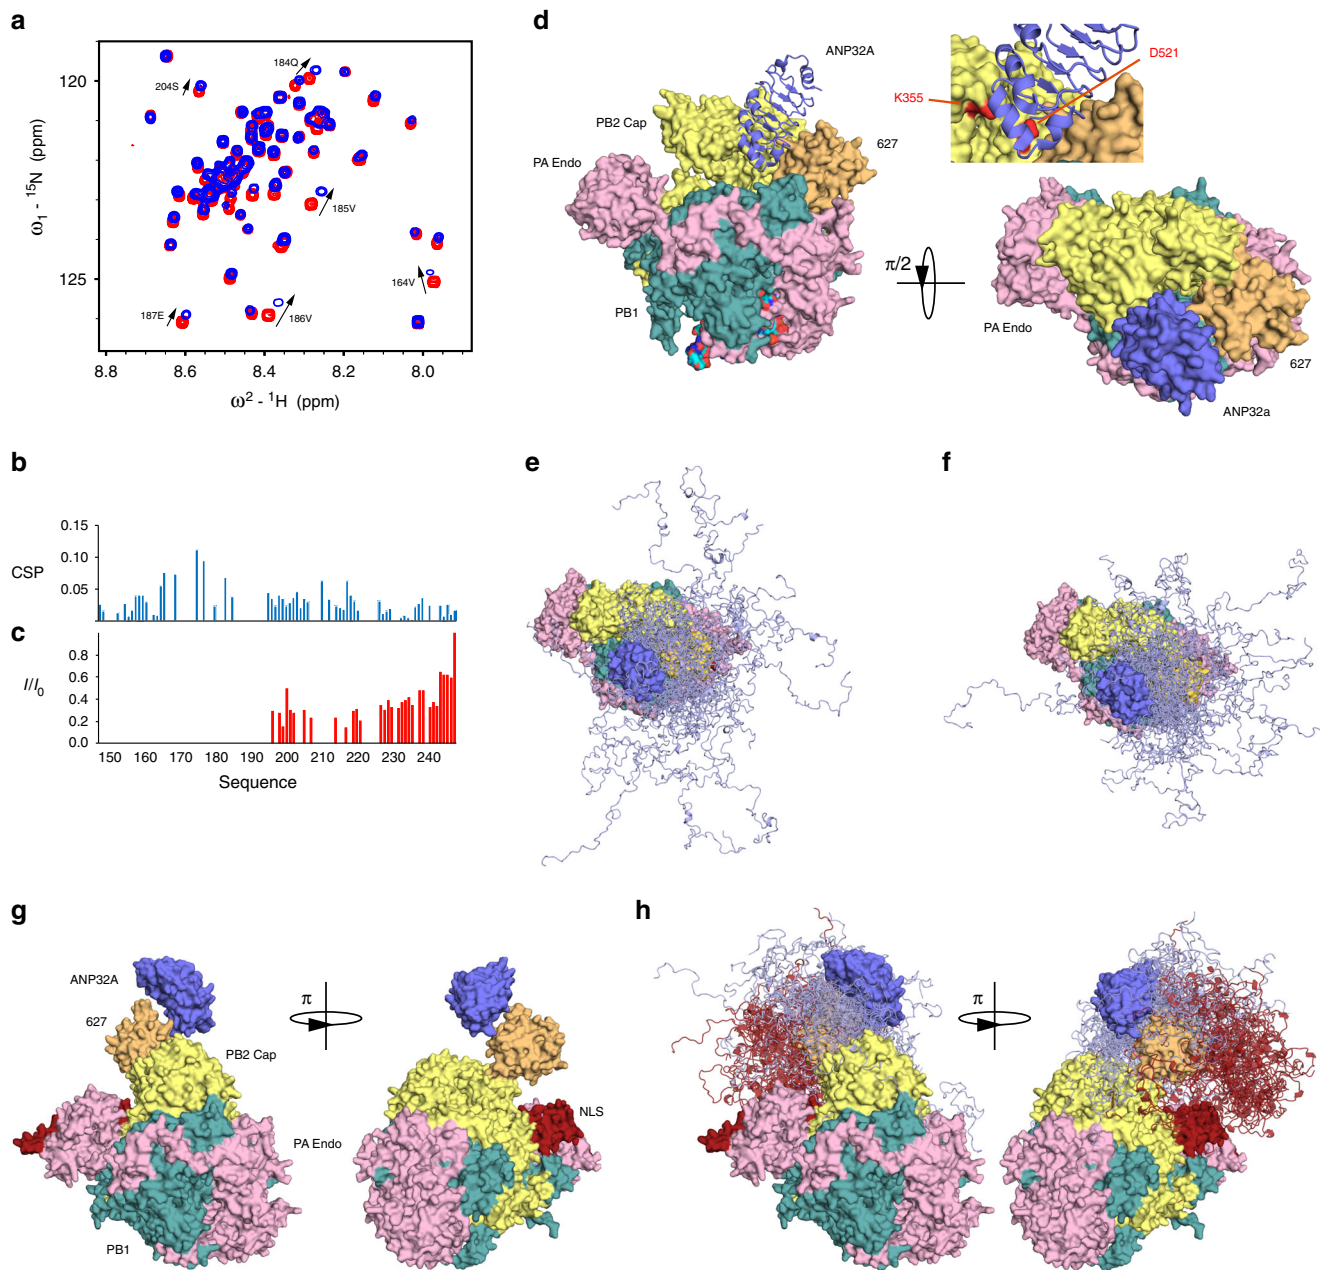 a
120
125
ω1 - 15N (ppm)
8.8
8.6
8.4
8.2
8.0
ω2 - 1H (ppm)
184Q
204S
185V
164V
186V
187E
b
0.15
0.10
0.05
CSP
c
0.8
0.6
0.4
0.2
0.0
I/I0
150
160
170
180
190
200
210
220
230
240
Sequence
d
ANP32A
PB2 Cap
627
PA Endo
PB1
K355
D521
π/2
PA Endo
627
ANP32a
e
f
g
ANP32A
627
PB2 Cap
PA Endo
PB1
π
NLS
h
π